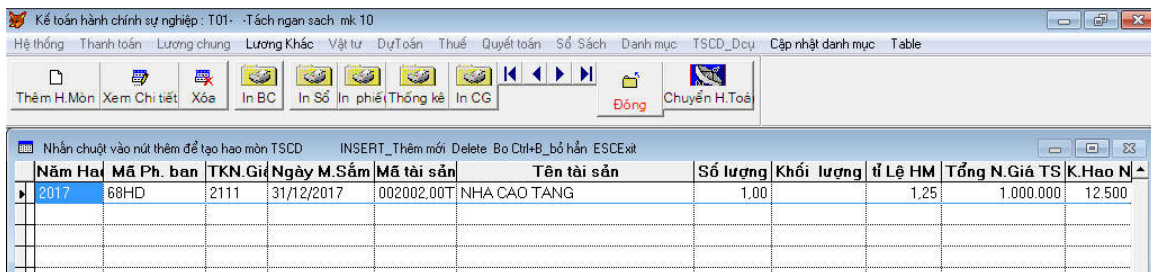 Kế toán hành chính sự nghiệp : T01- -Tách ngan sach mk 10
Hệ thống Thanh toán Lương chung Lương Khác Vật tư DựToán Thuế Quyết toán Sổ Sách Danh mục TSCD_Dcụ Cập nhật danh mục Table
Thêm H.Mòn Xem Chi tiết Xóa In BC In Sổ In phiế Thống kê In CG Đóng Chuyển H.Toá
Nhấn chuột vào nút thêm để tạo hao mòn TSCD INSERT_Thêm mới Delete Bo Ctrl+B_bỏ hẳn ESCExit
Năm Hao Mã Ph. ban TKN.Giá Ngày M.Sắm Mã tài sản Tên tài sản Số lượng Khối lượng tỉ Lệ HM Tổng N.Giá TS K.Hao N
2017 68HD 2111 31/12/2017 002002,00T NHA CAO TANG 1,00 1,25 1.000.000 12.500